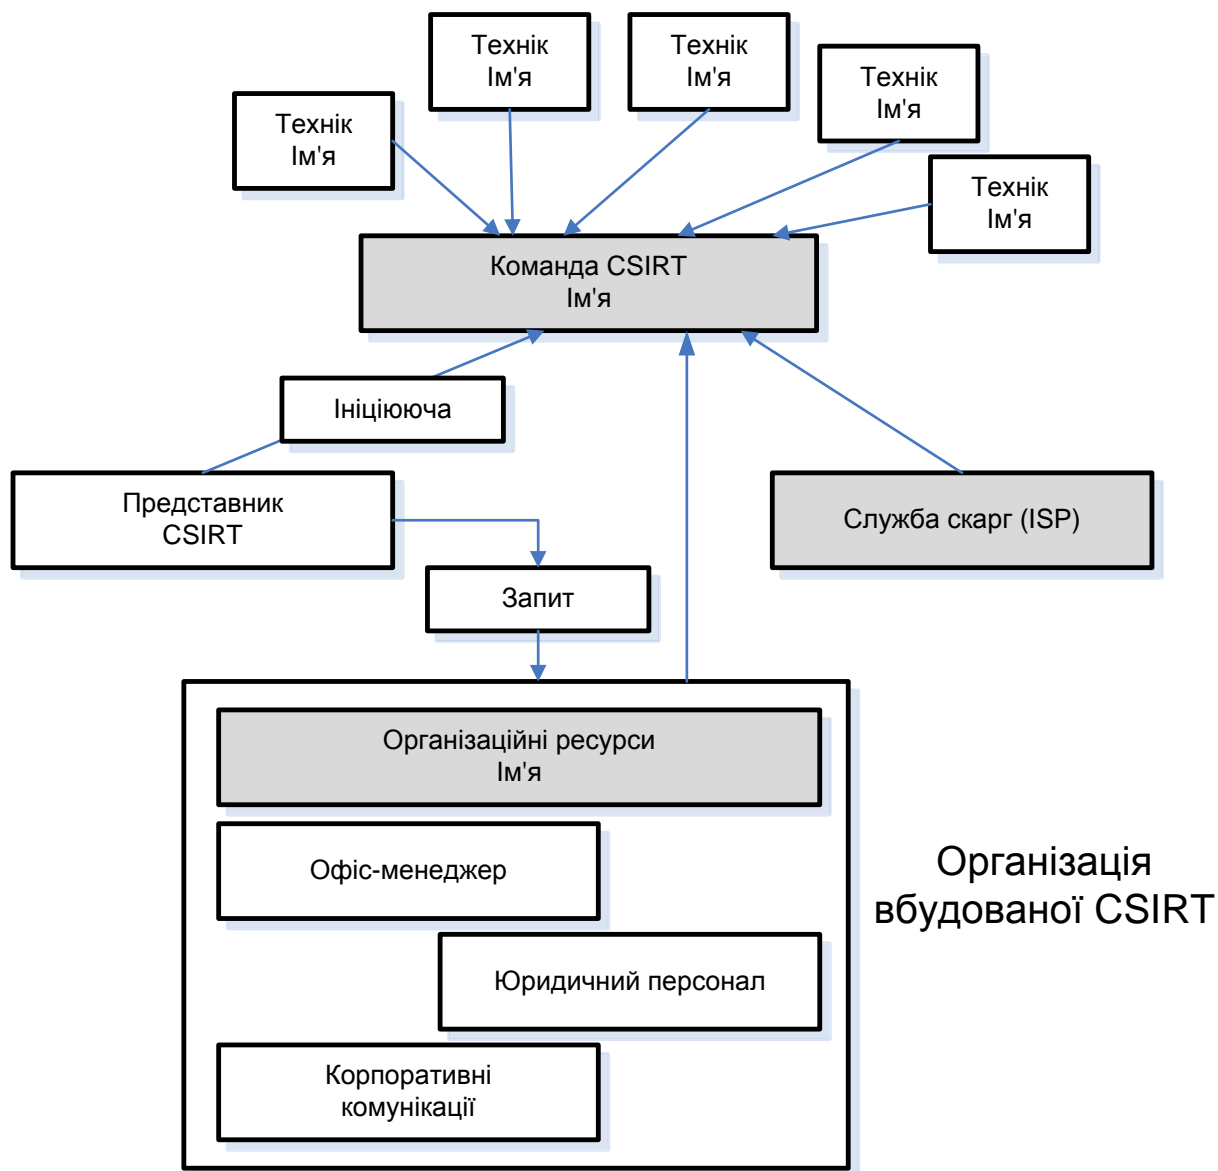 Технік
Ім'я
Технік
Ім'я
Технік
Ім'я
Технік
Ім'я
Технік
Ім'я
Команда CSIRT
Ім'я
Ініціююча
Представник
CSIRT
Служба скарг (ISP)
Запит
Організаційні ресурси
Ім'я
Офіс-менеджер
Організація
вбудованої CSIRT
Юридичний персонал
Корпоративні
комунікації